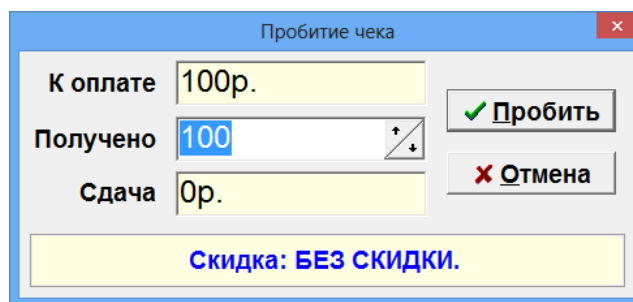 Пробитие чека
К оплате 100р.
Получено 100
Сдача 0р.
Пробить
Отмена
Скидка: БЕЗ СКИДКИ.